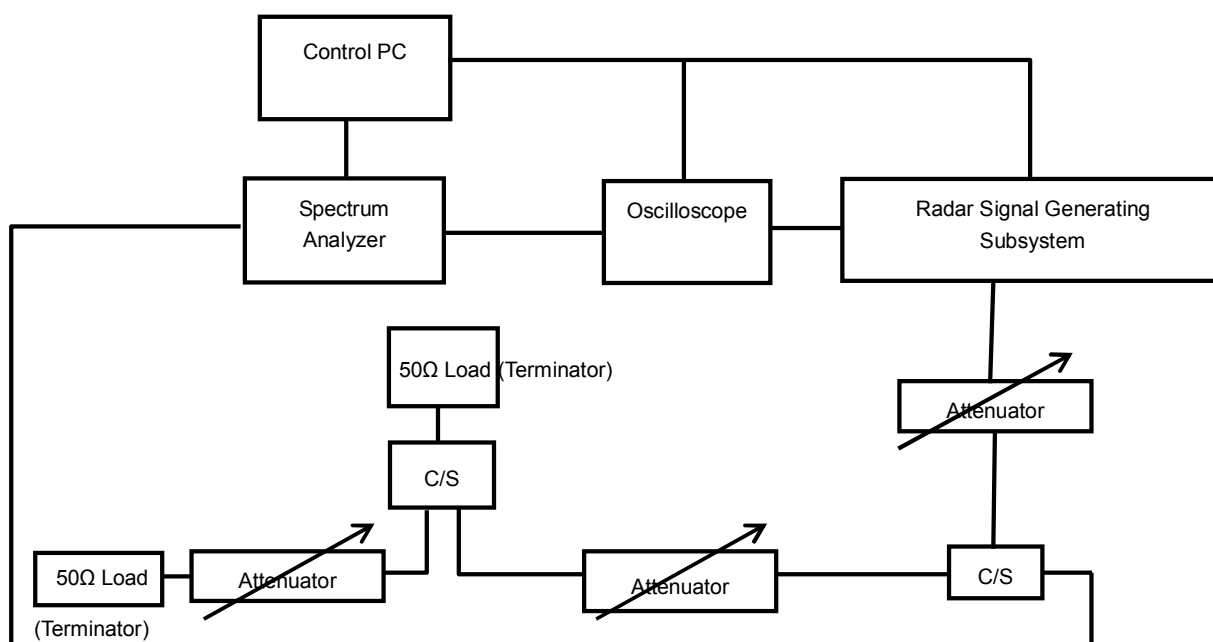 Control PC
Spectrum
Analyzer
Oscilloscope
Radar Signal Generating
Subsystem
50Ω Load (Terminator)
Attenuator
C/S
50Ω Load
(Terminator)
Attenuator
Attenuator
C/S